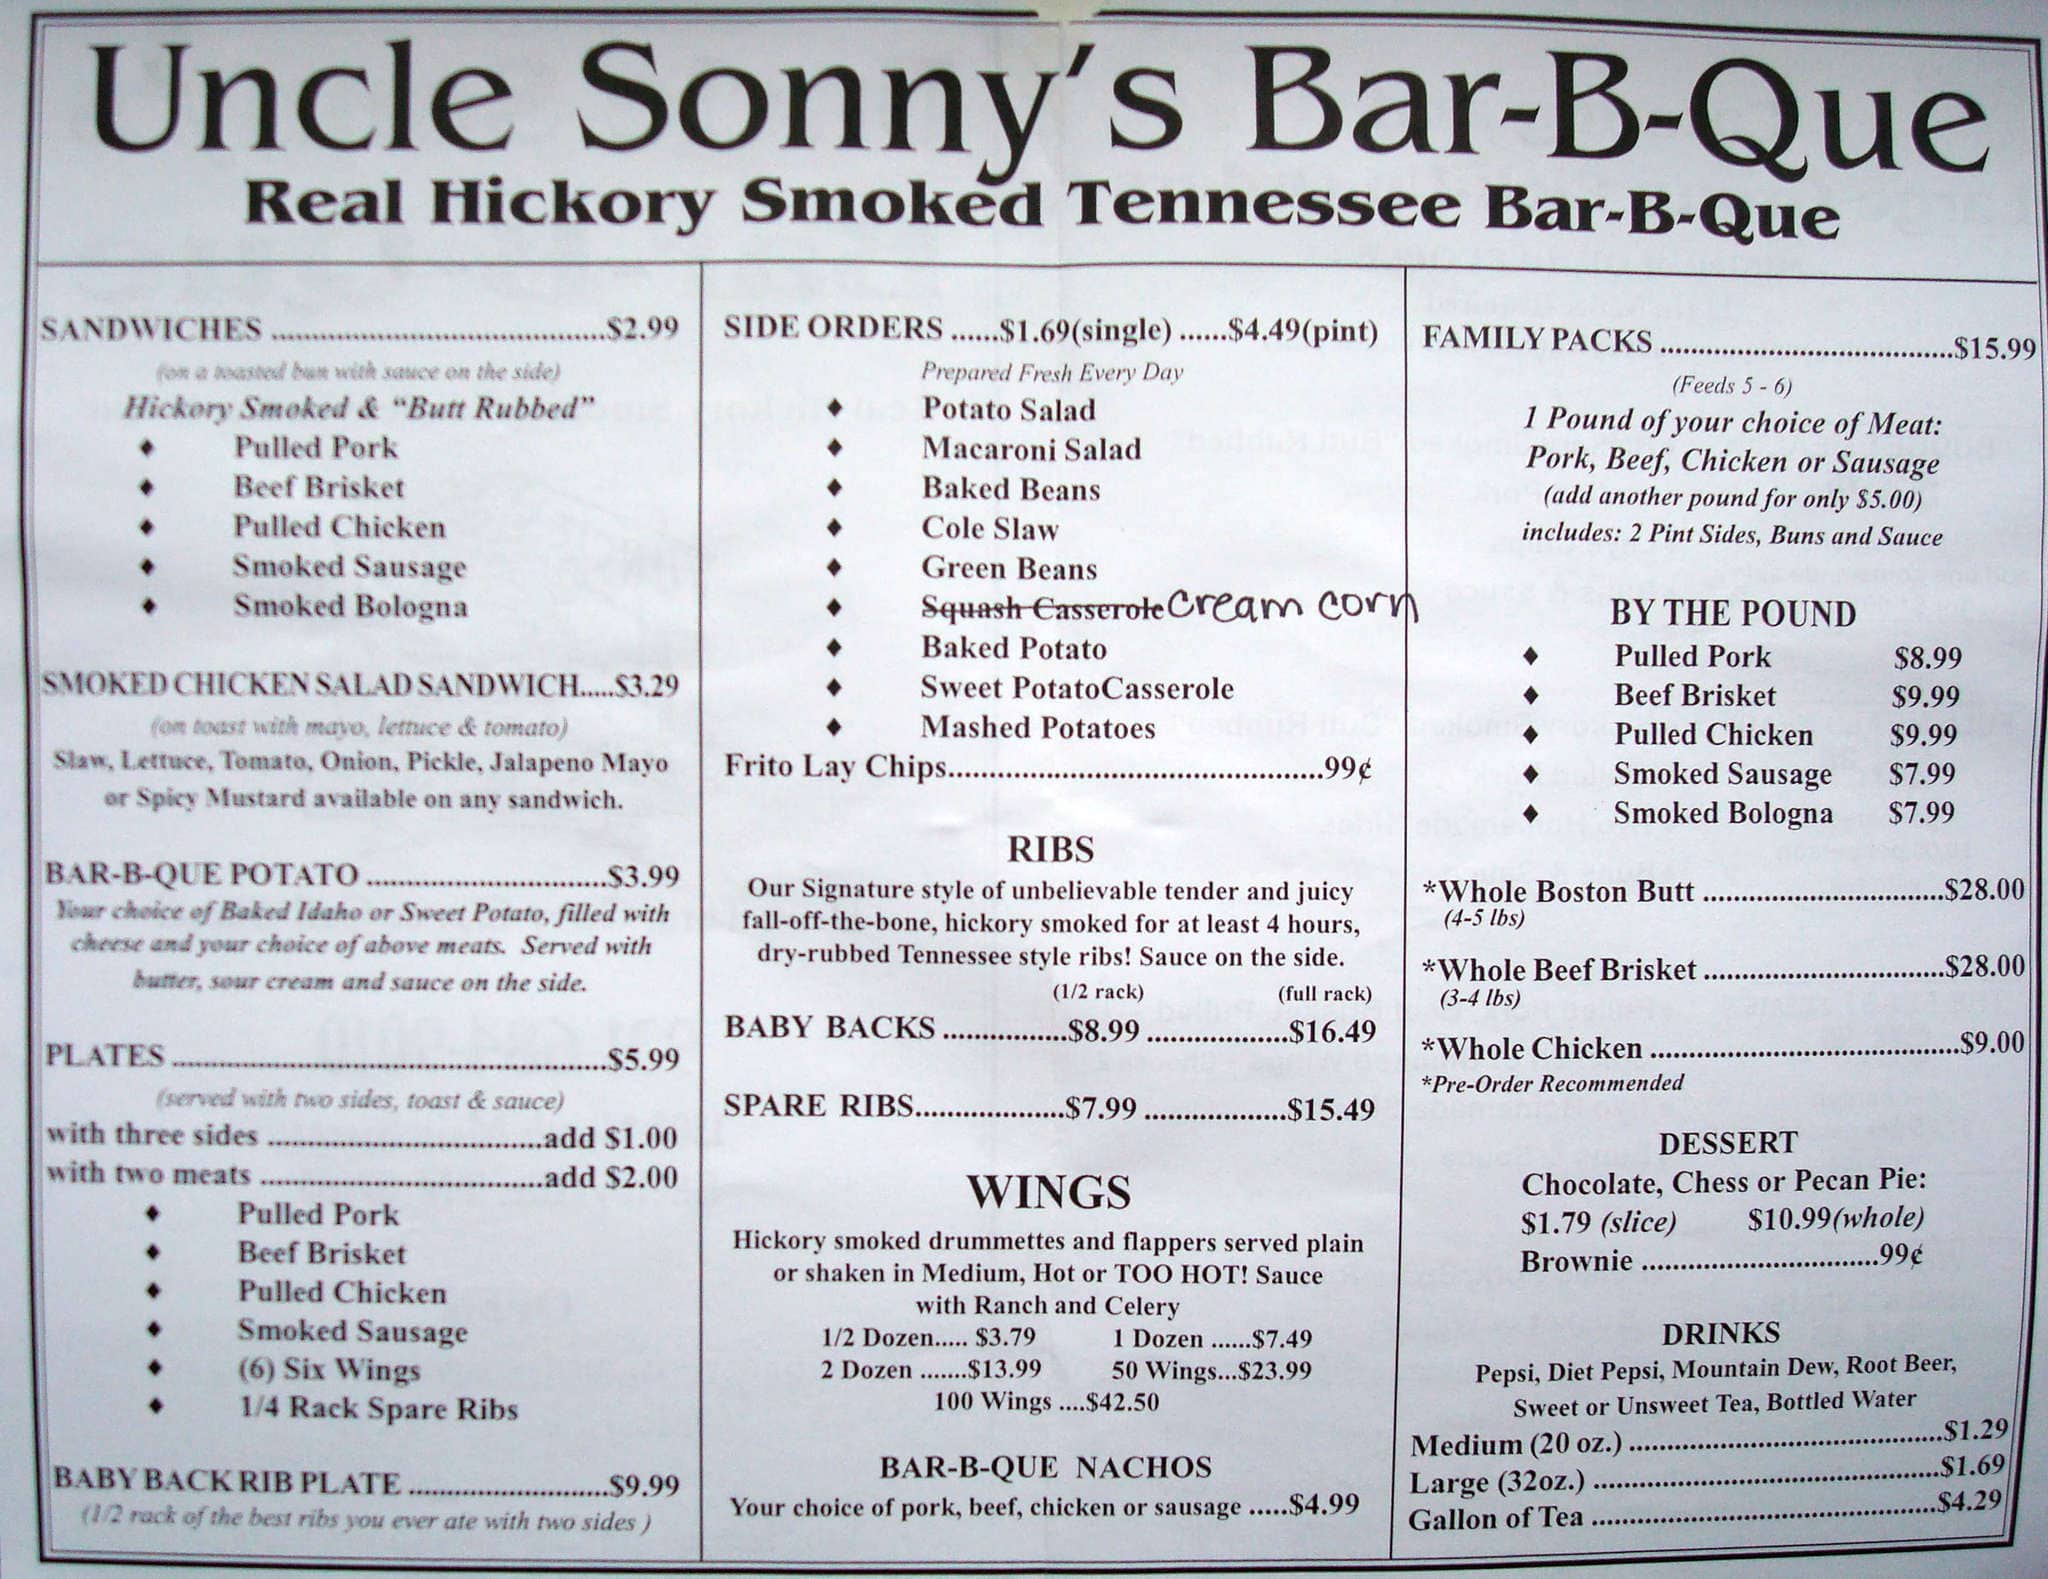 Uncle Sonny's Bar-B-Que
Real Hickory Smoked Tennessee Bar-B-Que
SANDWICHES ........................................$2.99
(on a toasted bun with sauce on the side)
Hickory Smoked & "Butt Rubbed"
♦ Pulled Pork
♦ Beef Brisket
♦ Pulled Chicken
♦ Smoked Sausage
♦ Smoked Bologna
SMOKED CHICKEN SALAD SANDWICH.....$3.29
(on toast with mayo, lettuce & tomato)
Slaw, Lettuce, Tomato, Onion, Pickle, Jalapeno Mayo
or Spicy Mustard available on any sandwich.
BAR-B-QUE POTATO .............................$3.99
Your choice of Baked Idaho or Sweet Potato, filled with
cheese and your choice of above meats. Served with
butter, sour cream and sauce on the side.
PLATES ....................................................$5.99
(served with two sides, toast & sauce)
with three sides .................................add $1.00
with two meats ..................................add $2.00
♦ Pulled Pork
♦ Beef Brisket
♦ Pulled Chicken
♦ Smoked Sausage
♦ (6) Six Wings
♦ 1/4 Rack Spare Ribs
BABY BACK RIB PLATE ........................$9.99
(1/2 rack of the best ribs you ever ate with two sides )
SIDE ORDERS ......$1.69(single) ......$4.49(pint)
Prepared Fresh Every Day
♦ Potato Salad
♦ Macaroni Salad
♦ Baked Beans
♦ Cole Slaw
♦ Green Beans
♦ Squash Casserole Cream corn
♦ Baked Potato
♦ Sweet PotatoCasserole
♦ Mashed Potatoes
Frito Lay Chips.............................................99¢
RIBS
Our Signature style of unbelievable tender and juicy
fall-off-the-bone, hickory smoked for at least 4 hours,
dry-rubbed Tennessee style ribs! Sauce on the side.
(1/2 rack) (full rack)
BABY BACKS ...............$8.99 .................$16.49
SPARE RIBS..................$7.99 .................$15.49
WINGS
Hickory smoked drummettes and flappers served plain
or shaken in Medium, Hot or TOO HOT! Sauce
with Ranch and Celery
1/2 Dozen..... $3.79 1 Dozen ......$7.49
2 Dozen .......$13.99 50 Wings...$23.99
100 Wings ....$42.50
BAR-B-QUE NACHOS
Your choice of pork, beef, chicken or sausage .....$4.99
FAMILY PACKS ...................................$15.99
(Feeds 5 - 6)
1 Pound of your choice of Meat:
Pork, Beef, Chicken or Sausage
(add another pound for only $5.00)
includes: 2 Pint Sides, Buns and Sauce
BY THE POUND
♦ Pulled Pork $8.99
♦ Beef Brisket $9.99
♦ Pulled Chicken $9.99
♦ Smoked Sausage $7.99
♦ Smoked Bologna $7.99
*Whole Boston Butt .............................$28.00
(4-5 lbs)
*Whole Beef Brisket .............................$28.00
(3-4 lbs)
*Whole Chicken .....................................$9.00
*Pre-Order Recommended
DESSERT
Chocolate, Chess or Pecan Pie:
$1.79 (slice) $10.99(whole)
Brownie .............................99¢
DRINKS
Pepsi, Diet Pepsi, Mountain Dew, Root Beer,
Sweet or Unsweet Tea, Bottled Water
Medium (20 oz.) ......................................$1.29
Large (32oz.) ..........................................$1.69
Gallon of Tea ..........................................$4.29